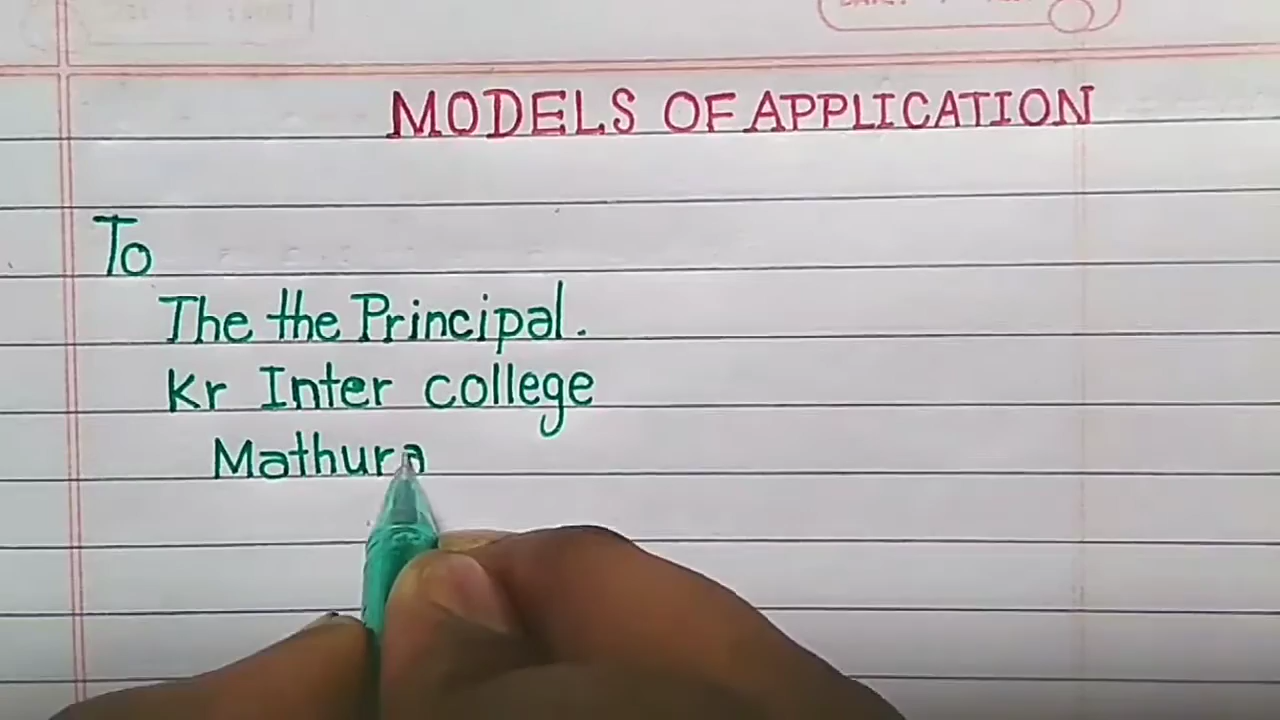 MODELS OF APPLICATION
To
The the Principal.
Kr Inter college
Mathura